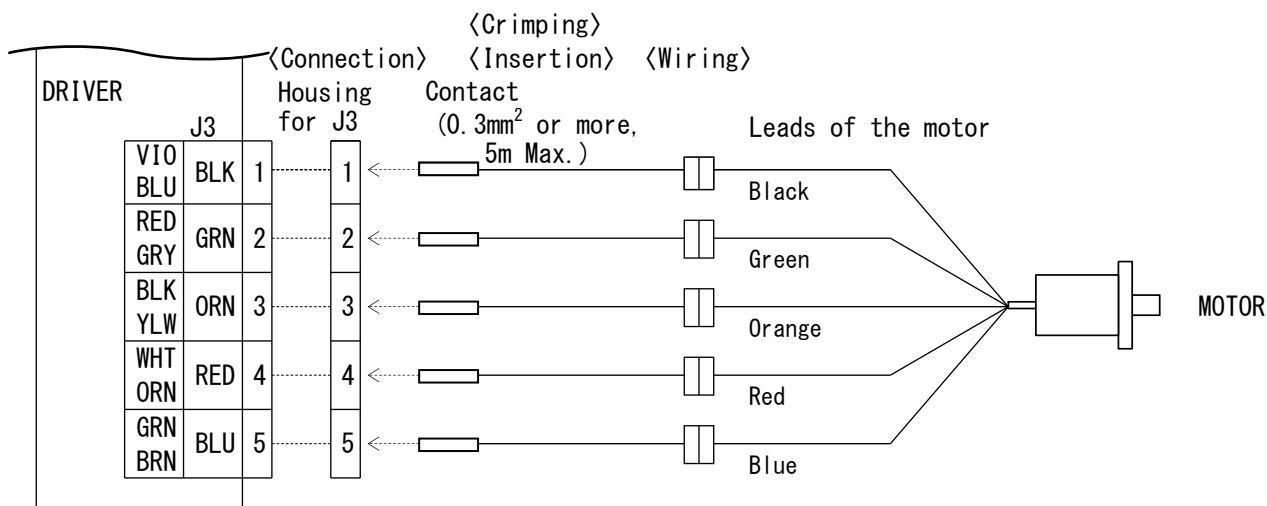 〈Crimping〉
〈Connection〉 〈Insertion〉 〈Wiring〉
DRIVER Housing Contact
J3 for J3 (0.3mm² or more, Leads of the motor
5m Max.)
VIO BLK 1 1
BLU Black
RED GRN 2 2
GRY Green
BLK ORN 3 3 MOTOR
YLW Orange
WHT RED 4 4
ORN Red
GRN BLU 5 5
BRN Blue